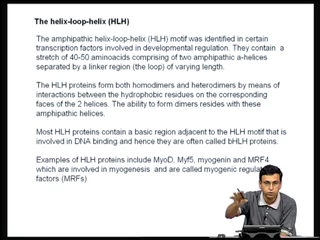 The helix-loop-helix (HLH)
The amphipathic helix-loop-helix (HLH) motif was identified in certain
transcription factors involved in developmental regulation. They contain a
stretch of 40-50 aminoacids comprising of two amphipathic a-helices
separated by a linker region (the loop) of varying length.
The HLH proteins form both homodimers and heterodimers by means of
interactions between the hydrophobic residues on the corresponding
faces of the 2 helices. The ability to form dimers resides with these
amphipathic helices.
Most HLH proteins contain a basic region adjacent to the HLH motif that is
involved in DNA binding and hence they are often called bHLH proteins.
Examples of HLH proteins include MyoD, Myf5, myogenin and MRF4
which are involved in myogenesis and are called myogenic regulat
factors (MRFs)